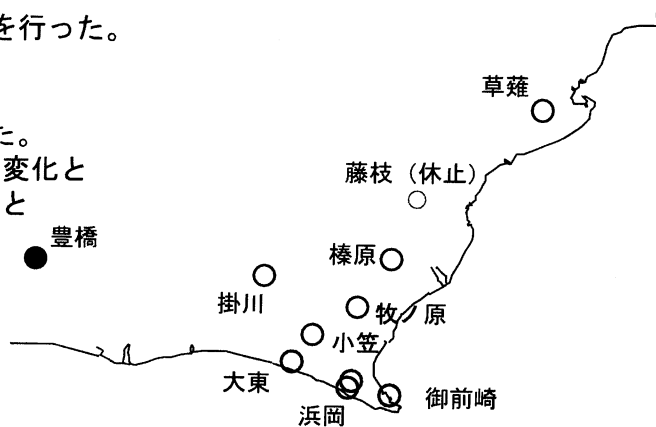 を行った。
た。
変化と
と
草薙
藤枝（休止）
豊橋
榛原
掛川
牧ノ原
小笠
大東
浜岡
御前崎